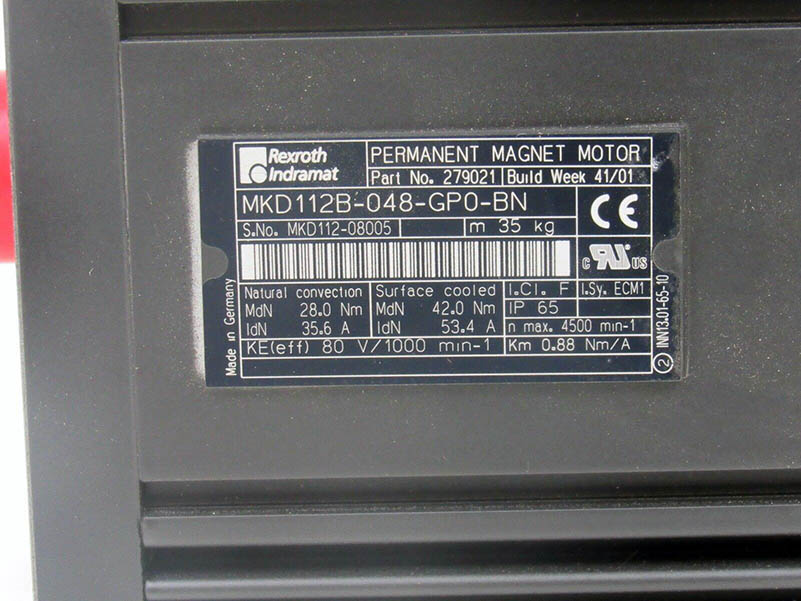 Rexroth
Indramat
PERMANENT MAGNET MOTOR
Part No. 279021 Build Week 41/01
MKD112B-048-GP0-BN
CE
S.No. MKD112-08005 m 35 kg
c RU US
Natural convection Surface cooled I.Cl. F I.Sy. ECM1
MdN 28.0 Nm MdN 42.0 Nm IP 65
IdN 35.6 A IdN 53.4 A n max. 4500 min-1
KE(eff) 80 V/1000 min-1 Km 0.88 Nm/A
Made in Germany
2 INN13.01-65-10